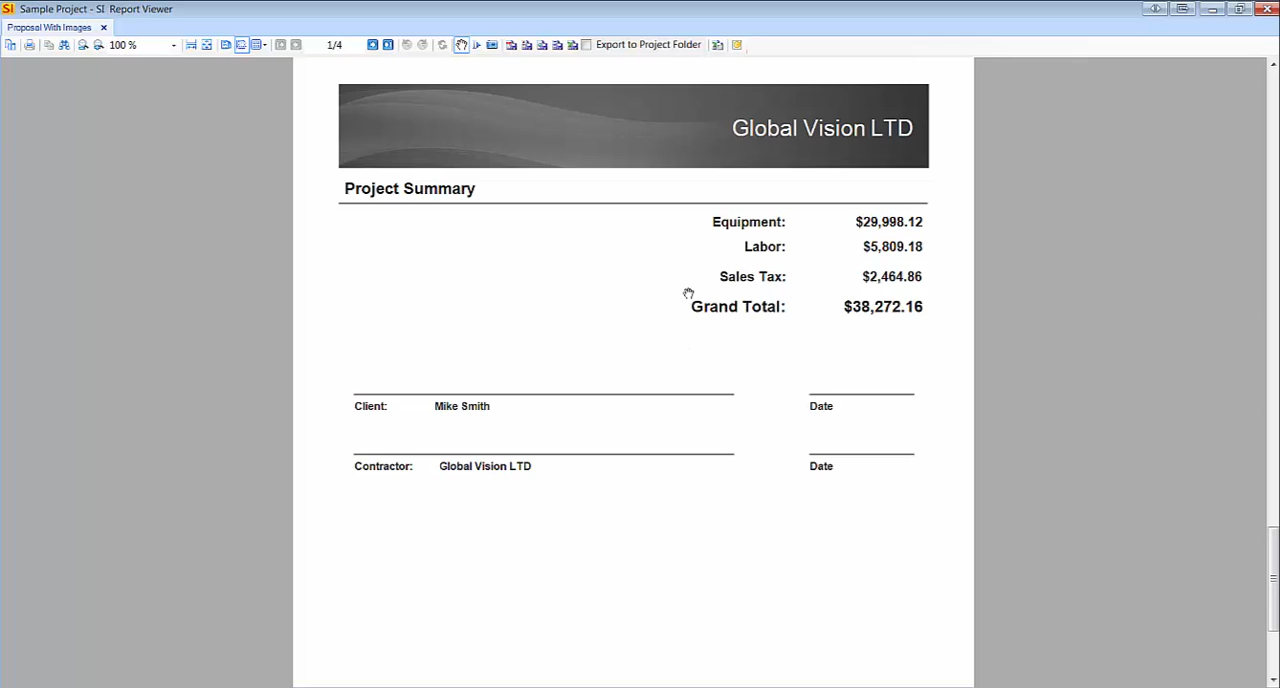 SI Sample Project - SI Report Viewer
Proposal With Images
100 % 1/4 Export to Project Folder
Global Vision LTD
Project Summary
Equipment: $29,998.12
Labor: $5,809.18
Sales Tax: $2,464.86
Grand Total: $38,272.16
Client: Mike Smith Date
Contractor: Global Vision LTD Date